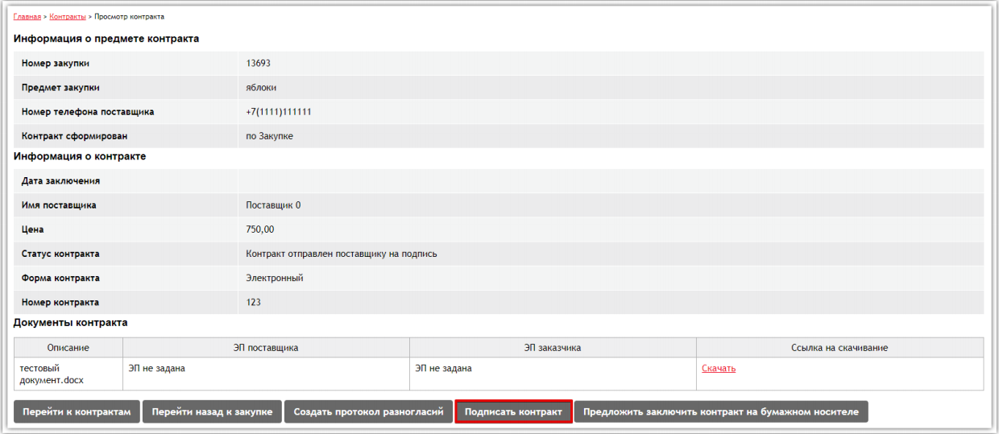 Главная > Контракты > Просмотр контракта
Информация о предмете контракта
Номер закупки 13693
Предмет закупки яблоки
Номер телефона поставщика +7(1111)111111
Контракт сформирован по Закупке
Информация о контракте
Дата заключения
Имя поставщика Поставщик 0
Цена 750,00
Статус контракта Контракт отправлен поставщику на подпись
Форма контракта Электронный
Номер контракта 123
Документы контракта
Описание ЭП поставщика ЭП заказчика Ссылка на скачивание
тестовый ЭП не задана ЭП не задана Скачать
документ.docx
Перейти к контрактам Перейти назад к закупке Создать протокол разногласий Подписать контракт Предложить заключить контракт на бумажном носителе